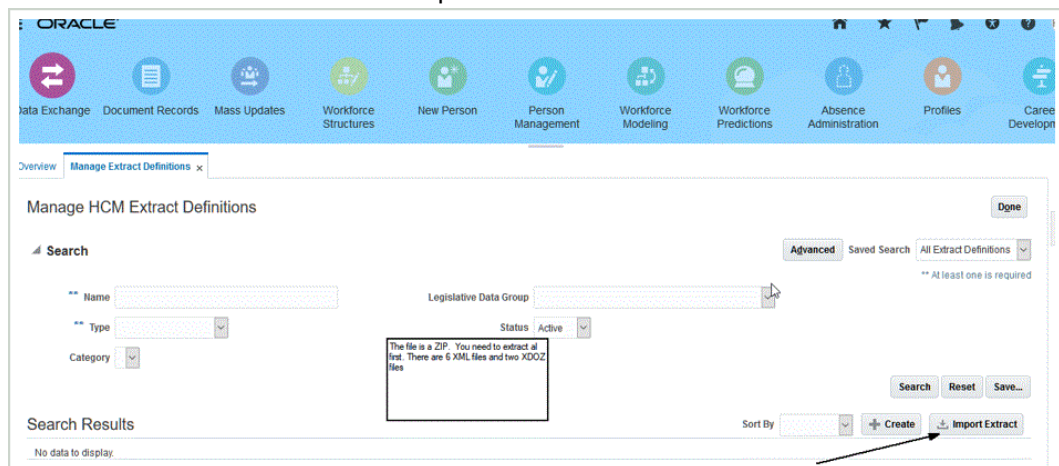 ORACLE
Data Exchange
Document Records
Mass Updates
Workforce
Structures
New Person
Person
Management
Workforce
Modeling
Workforce
Predictions
Absence
Administration
Profiles
Overview
Manage Extract Definitions x
Manage HCM Extract Definitions
Done
Search
Advanced
Saved Search
All Extract Definitions
** At least one is required
** Name
Legislative Data Group
** Type
Status
Active
Category
The file is a ZIP. You need to extract al
first. There are 6 XML files and two XDOZ
files
Search
Reset
Save...
Search Results
Sort By
Create
Import Extract
No data to display.